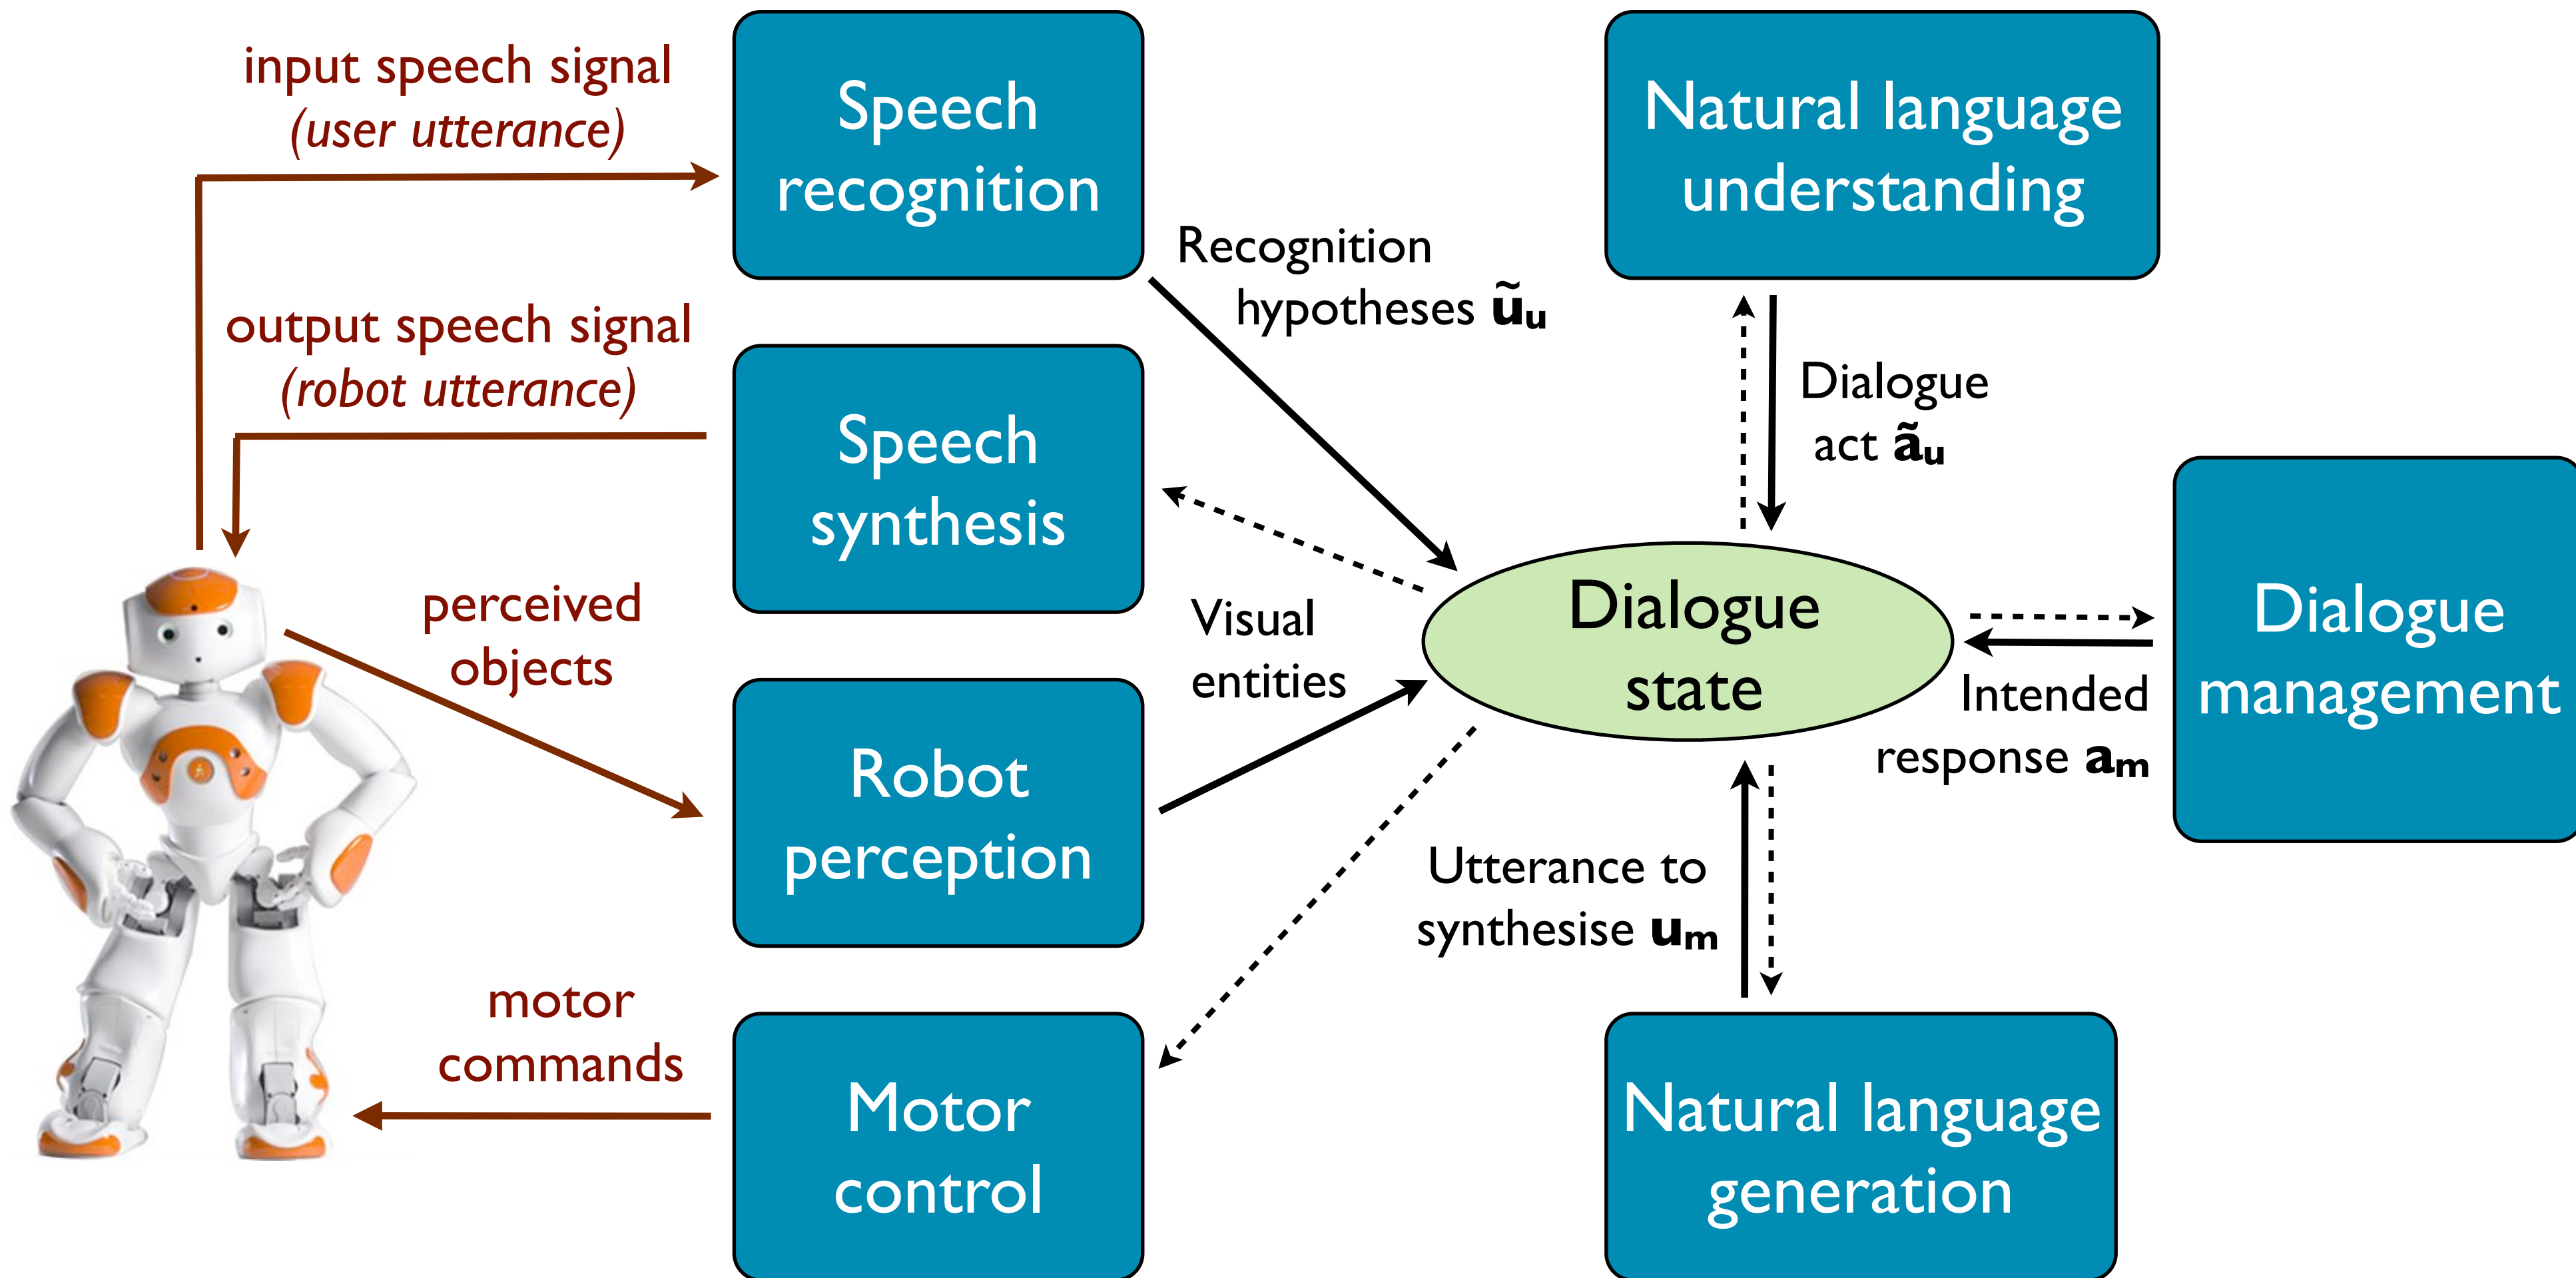 input speech signal
(user utterance)
Speech
recognition
Natural language
understanding
Recognition
hypotheses ũu
output speech signal
(robot utterance)
Speech
synthesis
Dialogue
act ãu
perceived
objects
Visual
entities
Dialogue
state
Dialogue
management
Intended
response am
Robot
perception
Utterance to
synthesise um
motor
commands
Motor
control
Natural language
generation